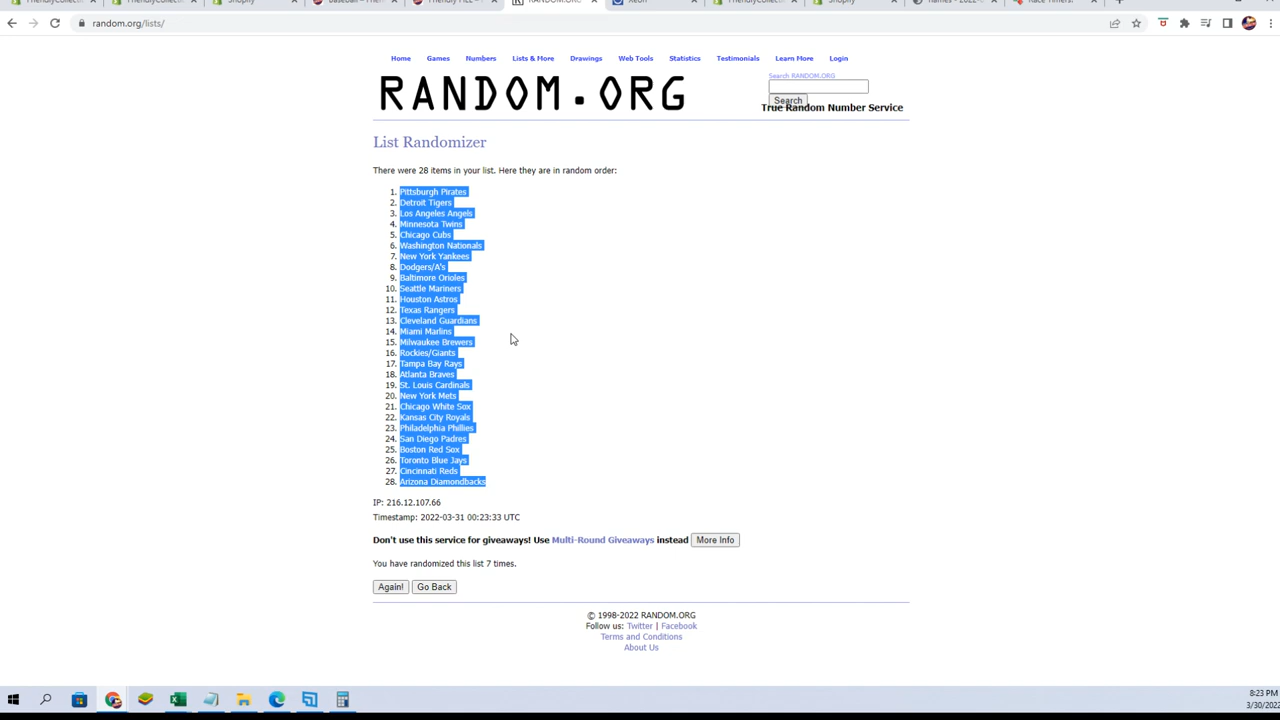 random.org/lists/
Home Games Numbers Lists & More Drawings Web Tools Statistics Testimonials Learn More Login
RANDOM.ORG
Search RANDOM.ORG
Search
True Random Number Service
List Randomizer
There were 28 items in your list. Here they are in random order:
1. Pittsburgh Pirates
2. Detroit Tigers
3. Los Angeles Angels
4. Minnesota Twins
5. Chicago Cubs
6. Washington Nationals
7. New York Yankees
8. Dodgers/A's
9. Baltimore Orioles
10. Seattle Mariners
11. Houston Astros
12. Texas Rangers
13. Cleveland Guardians
14. Miami Marlins
15. Milwaukee Brewers
16. Rockies/Giants
17. Tampa Bay Rays
18. Atlanta Braves
19. St. Louis Cardinals
20. New York Mets
21. Chicago White Sox
22. Kansas City Royals
23. Philadelphia Phillies
24. San Diego Padres
25. Boston Red Sox
26. Toronto Blue Jays
27. Cincinnati Reds
28. Arizona Diamondbacks
IP: 216.12.107.66
Timestamp: 2022-03-31 00:23:33 UTC
Don't use this service for giveaways! Use Multi-Round Giveaways instead More Info
You have randomized this list 7 times.
Again! Go Back
© 1998-2022 RANDOM.ORG
Follow us: Twitter | Facebook
Terms and Conditions
About Us
8:23 PM
3/30/202